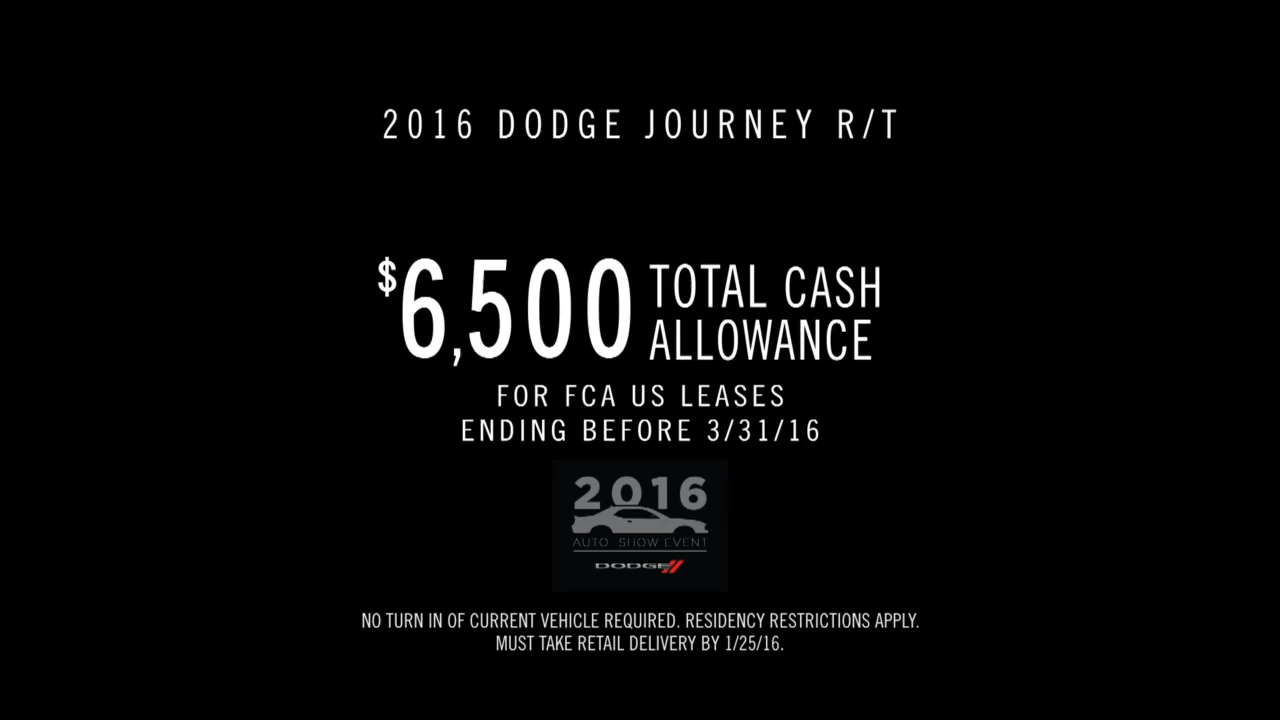 2016 DODGE JOURNEY R/T
$6,500 TOTAL CASH
ALLOWANCE
FOR FCA US LEASES
ENDING BEFORE 3/31/16
2016
AUTO SHOW EVENT
DODGE
NO TURN IN OF CURRENT VEHICLE REQUIRED. RESIDENCY RESTRICTIONS APPLY.
MUST TAKE RETAIL DELIVERY BY 1/25/16.